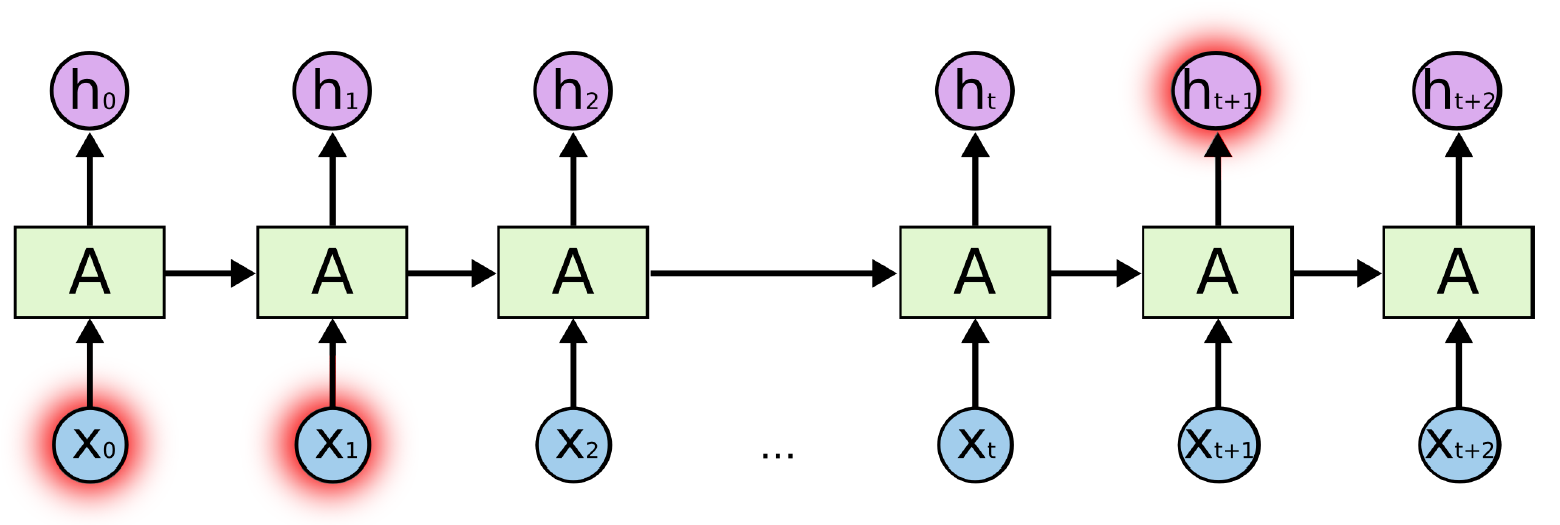 h0 h1 h2 ht ht+1 ht+2
A A A A A A
x0 x1 x2 ... xt xt+1 xt+2